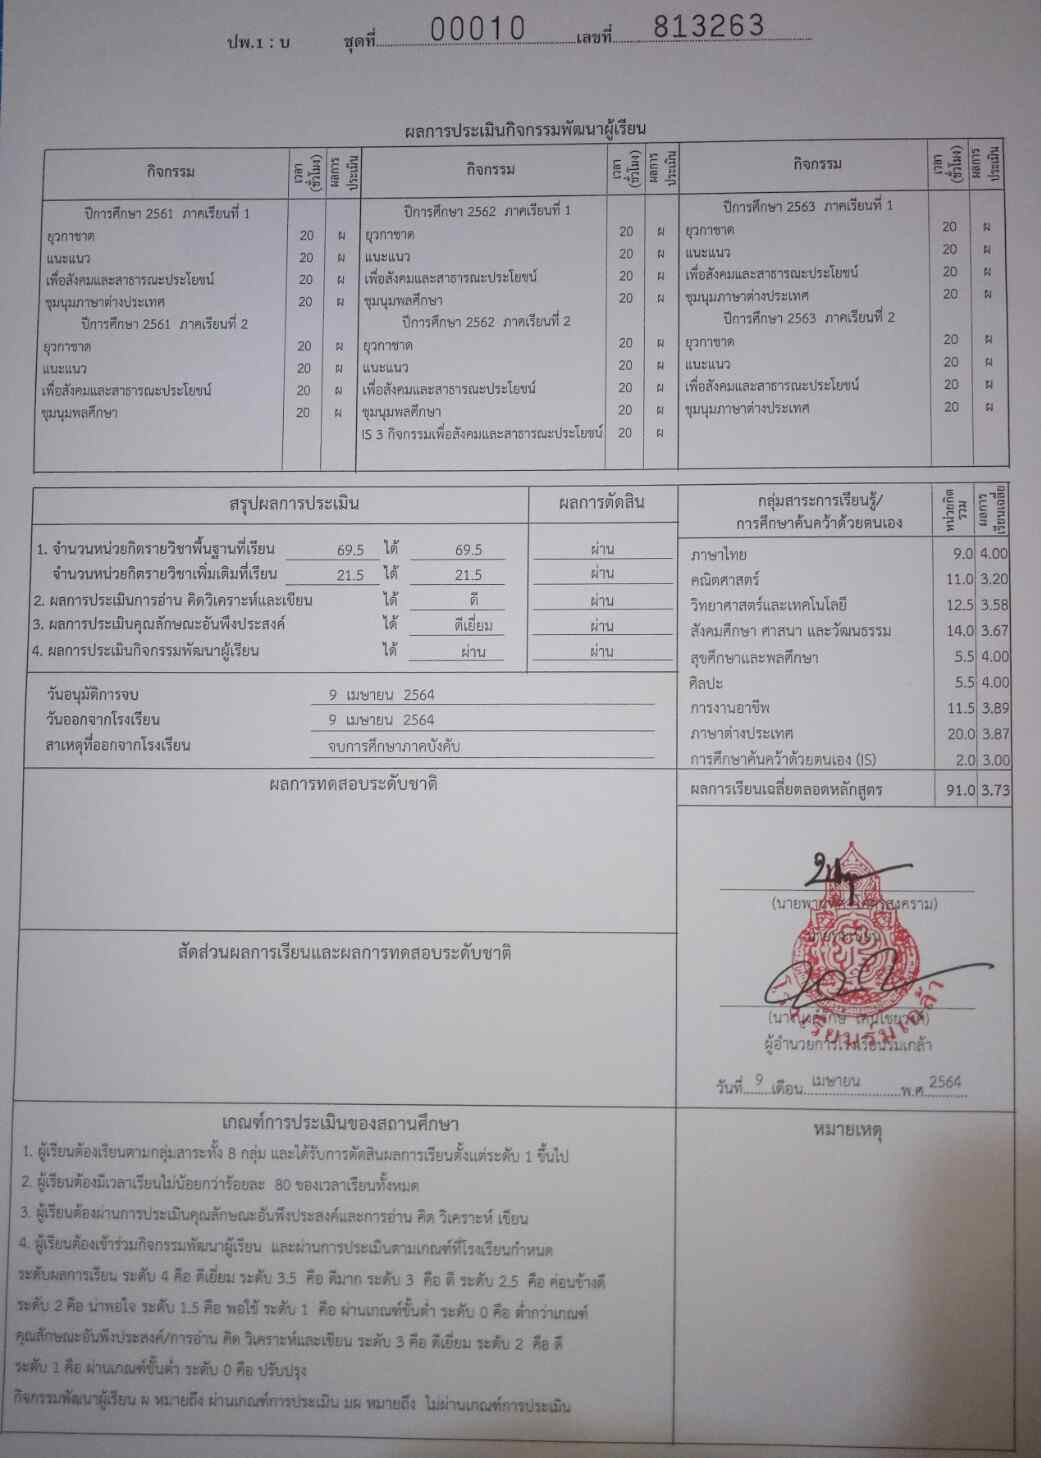 ปพ.1 : บ ชุดที่ 00010 เลขที่ 813263
ผลการประเมินกิจกรรมพัฒนาผู้เรียน
กิจกรรม เวลา (ชั่วโมง) ผลการประเมิน กิจกรรม เวลา (ชั่วโมง) ผลการประเมิน กิจกรรม เวลา (ชั่วโมง) ผลการประเมิน
ปีการศึกษา 2561 ภาคเรียนที่ 1 ปีการศึกษา 2562 ภาคเรียนที่ 1 ปีการศึกษา 2563 ภาคเรียนที่ 1
ยุวกาชาด 20 ผ ยุวกาชาด 20 ผ ยุวกาชาด 20 ผ
แนะแนว 20 ผ แนะแนว 20 ผ แนะแนว 20 ผ
เพื่อสังคมและสาธารณะประโยชน์ 20 ผ เพื่อสังคมและสาธารณะประโยชน์ 20 ผ เพื่อสังคมและสาธารณะประโยชน์ 20 ผ
ชุมนุมภาษาต่างประเทศ 20 ผ ชุมนุมพลศึกษา 20 ผ ชุมนุมภาษาต่างประเทศ 20 ผ
ปีการศึกษา 2561 ภาคเรียนที่ 2 ปีการศึกษา 2562 ภาคเรียนที่ 2 ปีการศึกษา 2563 ภาคเรียนที่ 2
ยุวกาชาด 20 ผ ยุวกาชาด 20 ผ ยุวกาชาด 20 ผ
แนะแนว 20 ผ แนะแนว 20 ผ แนะแนว 20 ผ
เพื่อสังคมและสาธารณะประโยชน์ 20 ผ เพื่อสังคมและสาธารณะประโยชน์ 20 ผ เพื่อสังคมและสาธารณะประโยชน์ 20 ผ
ชุมนุมพลศึกษา 20 ผ ชุมนุมพลศึกษา 20 ผ ชุมนุมภาษาต่างประเทศ 20 ผ
IS 3 กิจกรรมเพื่อสังคมและสาธารณะประโยชน์ 20 ผ
สรุปผลการประเมิน ผลการตัดสิน
1. จำนวนหน่วยกิตรายวิชาพื้นฐานที่เรียน 69.5 ได้ 69.5 ผ่าน
จำนวนหน่วยกิตรายวิชาเพิ่มเติมที่เรียน 21.5 ได้ 21.5 ผ่าน
2. ผลการประเมินการอ่าน คิดวิเคราะห์และเขียน ได้ ดี ผ่าน
3. ผลการประเมินคุณลักษณะอันพึงประสงค์ ได้ ดีเยี่ยม ผ่าน
4. ผลการประเมินกิจกรรมพัฒนาผู้เรียน ได้ ผ่าน ผ่าน
วันอนุมัติการจบ 9 เมษายน 2564
วันออกจากโรงเรียน 9 เมษายน 2564
สาเหตุที่ออกจากโรงเรียน จบการศึกษาภาคบังคับ
กลุ่มสาระการเรียนรู้/ การศึกษาค้นคว้าด้วยตนเอง หน่วยกิตรวม ผลการเรียนเฉลี่ย
ภาษาไทย 9.0 4.00
คณิตศาสตร์ 11.0 3.20
วิทยาศาสตร์และเทคโนโลยี 12.5 3.58
สังคมศึกษา ศาสนา และวัฒนธรรม 14.0 3.67
สุขศึกษาและพลศึกษา 5.5 4.00
ศิลปะ 5.5 4.00
การงานอาชีพ 11.5 3.89
ภาษาต่างประเทศ 20.0 3.87
การศึกษาค้นคว้าด้วยตนเอง (IS) 2.0 3.00
ผลการเรียนเฉลี่ยตลอดหลักสูตร 91.0 3.73
ผลการทดสอบระดับชาติ
สัดส่วนผลการเรียนและผลการทดสอบระดับชาติ
นายทะเบียน
ผู้อำนวยการโรงเรียนร่มเกล้า
วันที่ 9 เดือน เมษายน พ.ศ. 2564
เกณฑ์การประเมินของสถานศึกษา
1. ผู้เรียนต้องเรียนตามกลุ่มสาระทั้ง 8 กลุ่ม และได้รับการตัดสินผลการเรียนตั้งแต่ระดับ 1 ขึ้นไป
2. ผู้เรียนต้องมีเวลาเรียนไม่น้อยกว่าร้อยละ 80 ของเวลาเรียนทั้งหมด
3. ผู้เรียนต้องผ่านการประเมินคุณลักษณะอันพึงประสงค์และการอ่าน คิด วิเคราะห์ เขียน
4. ผู้เรียนต้องเข้าร่วมกิจกรรมพัฒนาผู้เรียน และผ่านการประเมินตามเกณฑ์ที่โรงเรียนกำหนด
ระดับผลการเรียน ระดับ 4 คือ ดีเยี่ยม ระดับ 3.5 คือ ดีมาก ระดับ 3 คือ ดี ระดับ 2.5 คือ ค่อนข้างดี
ระดับ 2 คือ น่าพอใจ ระดับ 1.5 คือ พอใช้ ระดับ 1 คือ ผ่านเกณฑ์ขั้นต่ำ ระดับ 0 คือ ต่ำกว่าเกณฑ์
คุณลักษณะอันพึงประสงค์/การอ่าน คิด วิเคราะห์และเขียน ระดับ 3 คือ ดีเยี่ยม ระดับ 2 คือ ดี
ระดับ 1 คือ ผ่านเกณฑ์ขั้นต่ำ ระดับ 0 คือ ปรับปรุง
กิจกรรมพัฒนาผู้เรียน ผ หมายถึง ผ่านเกณฑ์การประเมิน มผ หมายถึง ไม่ผ่านเกณฑ์การประเมิน
หมายเหตุ